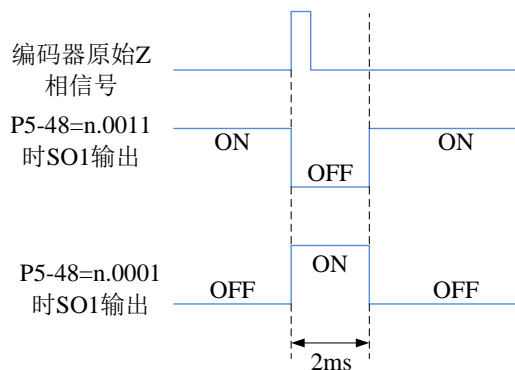 编码器原始Z
相信号
P5-48=n.0011
时SO1输出
ON
OFF
ON
P5-48=n.0001
时SO1输出
OFF
ON
OFF
2ms